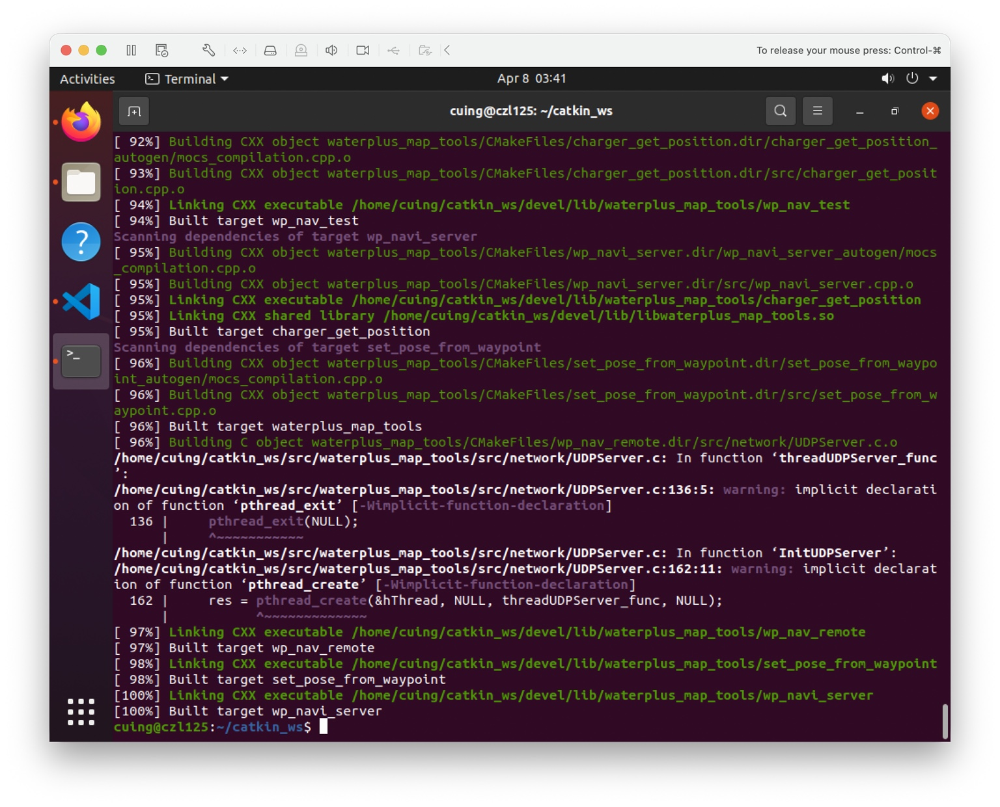 To release your mouse press: Control-⌘
Activities
Terminal
Apr 8 03:41
cuing@czl125: ~/catkin_ws
[ 92%] Building CXX object waterplus_map_tools/CMakeFiles/charger_get_position.dir/charger_get_position_
autogen/mocs_compilation.cpp.o
[ 93%] Building CXX object waterplus_map_tools/CMakeFiles/charger_get_position.dir/src/charger_get_posit
ion.cpp.o
[ 94%] Linking CXX executable /home/cuing/catkin_ws/devel/lib/waterplus_map_tools/wp_nav_test
[ 94%] Built target wp_nav_test
Scanning dependencies of target wp_navi_server
[ 95%] Building CXX object waterplus_map_tools/CMakeFiles/wp_navi_server.dir/wp_navi_server_autogen/mocs
_compilation.cpp.o
[ 95%] Building CXX object waterplus_map_tools/CMakeFiles/wp_navi_server.dir/src/wp_navi_server.cpp.o
[ 95%] Linking CXX executable /home/cuing/catkin_ws/devel/lib/waterplus_map_tools/charger_get_position
[ 95%] Linking CXX shared library /home/cuing/catkin_ws/devel/lib/libwaterplus_map_tools.so
[ 95%] Built target charger_get_position
Scanning dependencies of target set_pose_from_waypoint
[ 96%] Building CXX object waterplus_map_tools/CMakeFiles/set_pose_from_waypoint.dir/set_pose_from_waypo
int_autogen/mocs_compilation.cpp.o
[ 96%] Building CXX object waterplus_map_tools/CMakeFiles/set_pose_from_waypoint.dir/src/set_pose_from_w
aypoint.cpp.o
[ 96%] Built target waterplus_map_tools
[ 96%] Building C object waterplus_map_tools/CMakeFiles/wp_nav_remote.dir/src/network/UDPServer.c.o
/home/cuing/catkin_ws/src/waterplus_map_tools/src/network/UDPServer.c: In function ‘threadUDPServer_func
’:
/home/cuing/catkin_ws/src/waterplus_map_tools/src/network/UDPServer.c:136:5: warning: implicit declarati
on of function ‘pthread_exit’ [-Wimplicit-function-declaration]
  136 |     pthread_exit(NULL);
      |     ^~~~~~~~~~~~
/home/cuing/catkin_ws/src/waterplus_map_tools/src/network/UDPServer.c: In function ‘InitUDPServer’:
/home/cuing/catkin_ws/src/waterplus_map_tools/src/network/UDPServer.c:162:11: warning: implicit declarat
ion of function ‘pthread_create’ [-Wimplicit-function-declaration]
  162 |     res = pthread_create(&hThread, NULL, threadUDPServer_func, NULL);
      |           ^~~~~~~~~~~~~~
[ 97%] Linking CXX executable /home/cuing/catkin_ws/devel/lib/waterplus_map_tools/wp_nav_remote
[ 97%] Built target wp_nav_remote
[ 98%] Linking CXX executable /home/cuing/catkin_ws/devel/lib/waterplus_map_tools/set_pose_from_waypoint
[ 98%] Built target set_pose_from_waypoint
[100%] Linking CXX executable /home/cuing/catkin_ws/devel/lib/waterplus_map_tools/wp_navi_server
[100%] Built target wp_navi_server
cuing@czl125:~/catkin_ws$